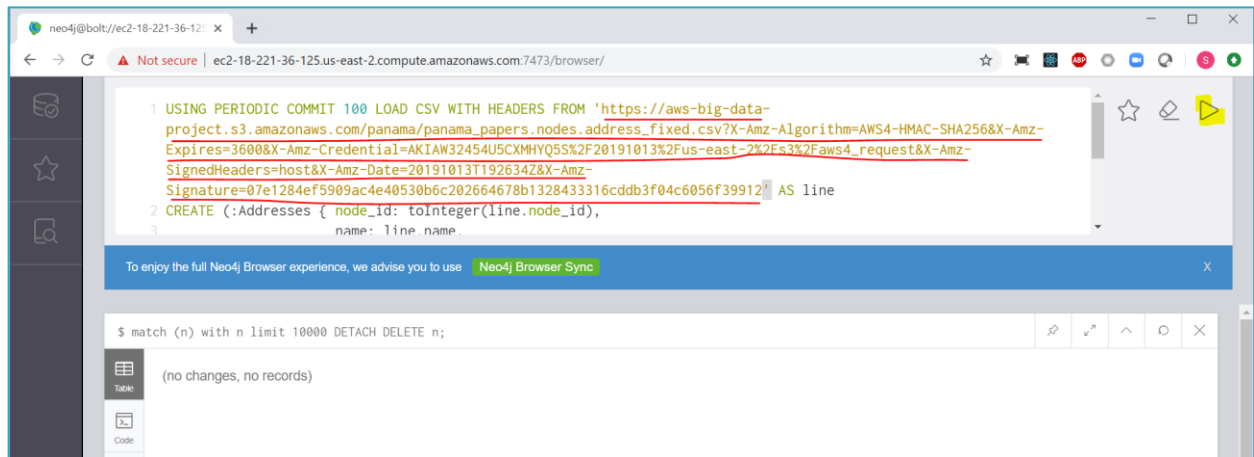 neo4j@bolt://ec2-18-221-36-12
Not secure | ec2-18-221-36-125.us-east-2.compute.amazonaws.com:7473/browser/
ABP
S
1 USING PERIODIC COMMIT 100 LOAD CSV WITH HEADERS FROM 'https://aws-big-data-
project.s3.amazonaws.com/panama/panama_papers.nodes.address_fixed.csv?X-Amz-Algorithm=AWS4-HMAC-SHA256&X-Amz-
Expires=3600&X-Amz-Credential=AKIAW32454U5CXMHYQ5S%2F20191013%2Fus-east-2%2Fs3%2Faws4_request&X-Amz-
SignedHeaders=host&X-Amz-Date=20191013T192634Z&X-Amz-
Signature=07e1284ef5909ac4e40530b6c202664678b1328433316cddb3f04c6056f39912' AS line
2 CREATE (:Addresses { node_id: toInteger(line.node_id),
3 name: line.name,
To enjoy the full Neo4j Browser experience, we advise you to use Neo4j Browser Sync X
$ match (n) with n limit 10000 DETACH DELETE n;
Table
(no changes, no records)
Code